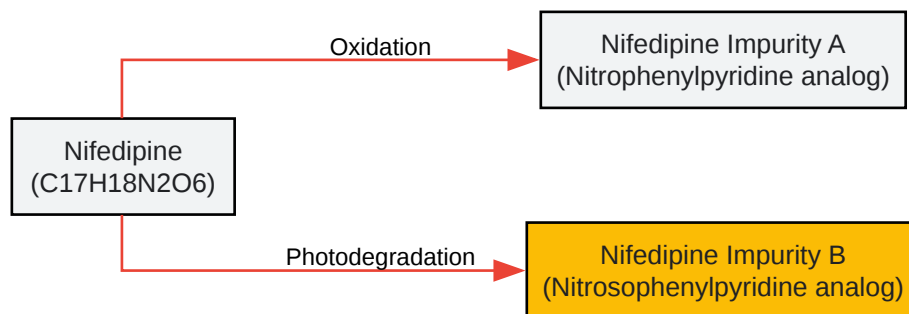 Oxidation
Nifedipine Impurity A
(Nitrophenylpyridine analog)
Nifedipine
(C17H18N2O6)
Photodegradation
Nifedipine Impurity B
(Nitrosophenylpyridine analog)